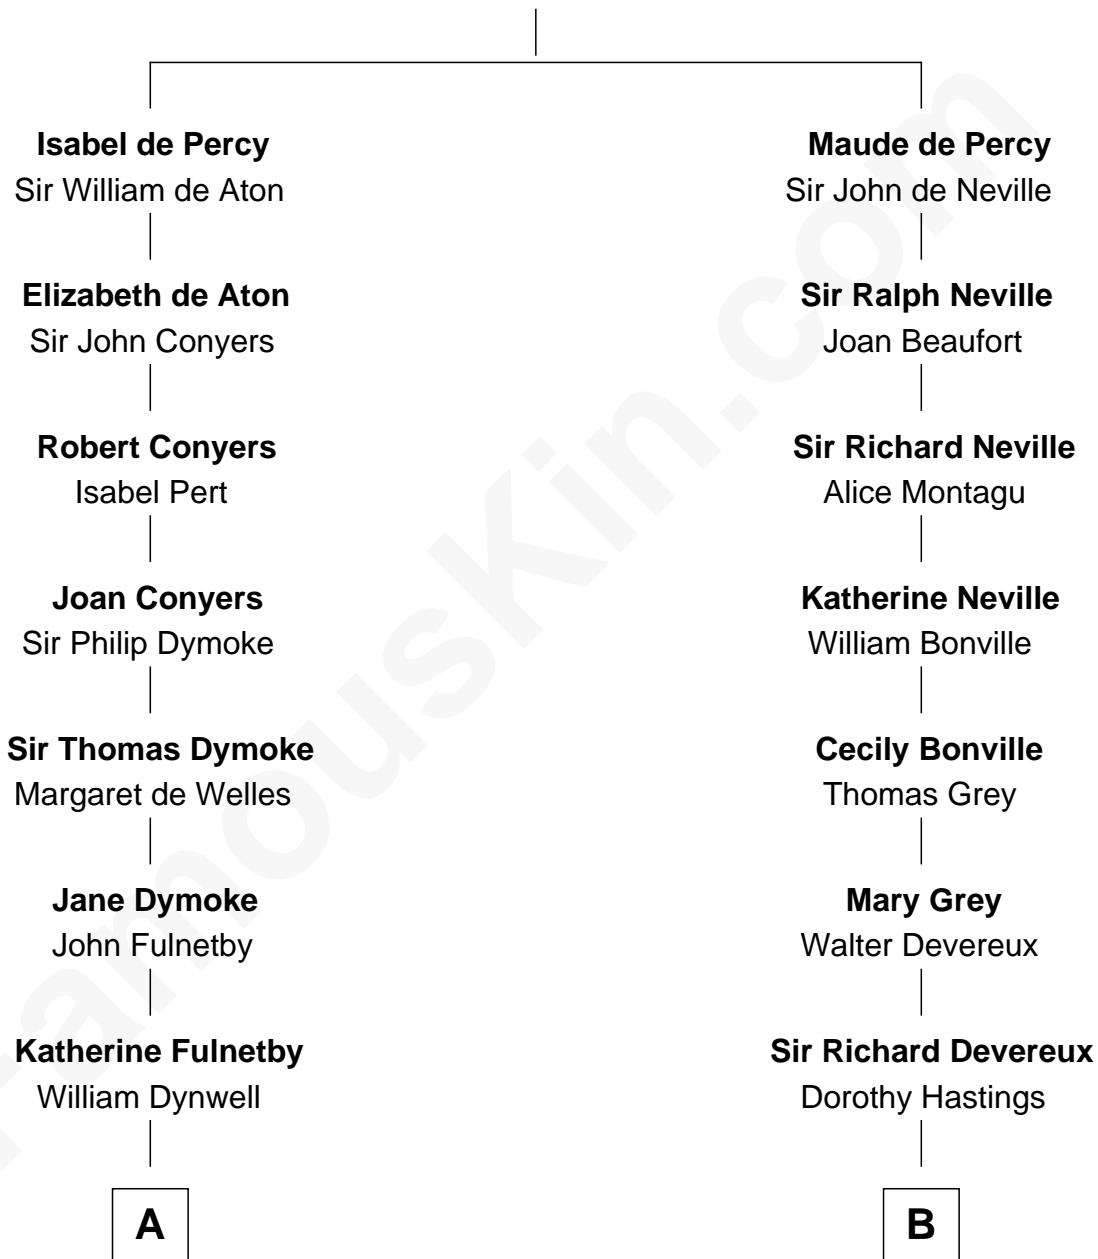 Isabel de Percy
Sir William de Aton
Elizabeth de Aton
Sir John Conyers
Robert Conyers
Isabel Pert
Joan Conyers
Sir Philip Dymoke
Sir Thomas Dymoke
Margaret de Welles
Jane Dymoke
John Fulnetby
Katherine Fulnetby
William Dynwell
A
Maude de Percy
Sir John de Neville
Sir Ralph Neville
Joan Beaufort
Sir Richard Neville
Alice Montagu
Katherine Neville
William Bonville
Cecily Bonville
Thomas Grey
Mary Grey
Walter Devereux
Sir Richard Devereux
Dorothy Hastings
B
FamousKin.com